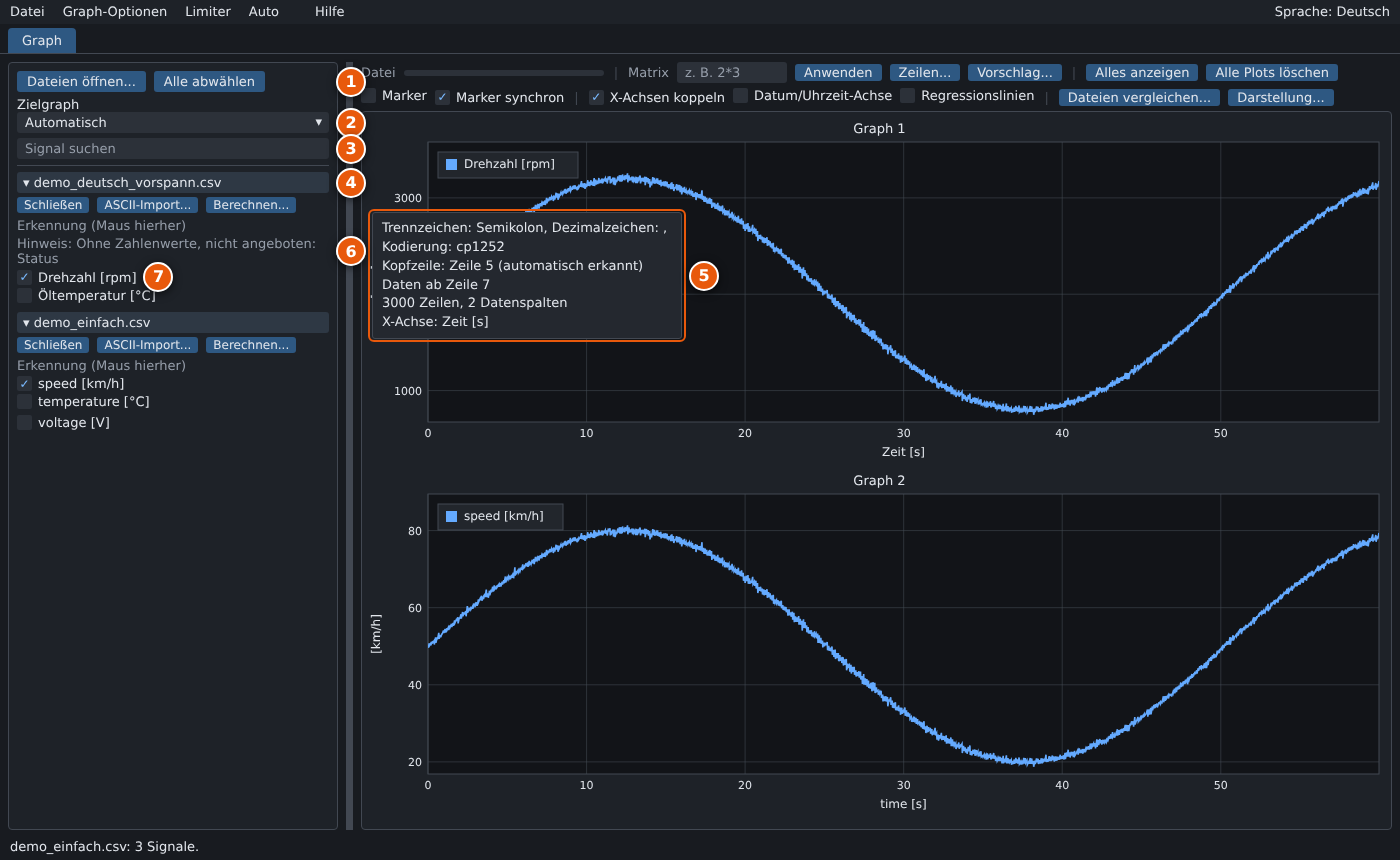 Datei Graph-Optionen Limiter Auto Hilfe Sprache: Deutsch
Graph
Dateien öffnen... Alle abwählen
1
Datei | Matrix z. B. 2*3 Anwenden Zeilen... Vorschlag... | Alles anzeigen Alle Plots löschen
Marker Marker synchron | X-Achsen koppeln Datum/Uhrzeit-Achse Regressionslinien | Dateien vergleichen... Darstellung...
Zielgraph
Automatisch
2
Signal suchen
3
demo_deutsch_vorspann.csv
4
Schließen ASCII-Import... Berechnen...
Erkennung (Maus hierher)
Hinweis: Ohne Zahlenwerte, nicht angeboten:
Status
6
Drehzahl [rpm]
7
Öltemperatur [°C]
demo_einfach.csv
Schließen ASCII-Import... Berechnen...
Erkennung (Maus hierher)
speed [km/h]
temperature [°C]
voltage [V]
Graph 1
Drehzahl [rpm]
3000
Trennzeichen: Semikolon, Dezimalzeichen: ,
Kodierung: cp1252
Kopfzeile: Zeile 5 (automatisch erkannt)
Daten ab Zeile 7
3000 Zeilen, 2 Datenspalten
X-Achse: Zeit [s]
5
1000
0 10 20 30 40 50
Zeit [s]
Graph 2
speed [km/h]
80
60
40
20
[km/h]
0 10 20 30 40 50
time [s]
demo_einfach.csv: 3 Signale.